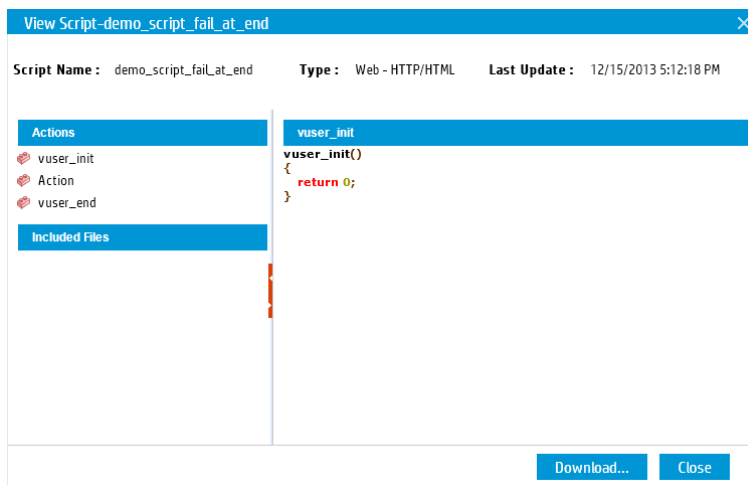 View Script-demo_script_fail_at_end
Script Name : demo_script_fail_at_end Type : Web - HTTP/HTML Last Update : 12/15/2013 5:12:18 PM
Actions
vuser_init
Action
vuser_end
Included Files
vuser_init
vuser_init()
{
return 0;
}
Download... Close